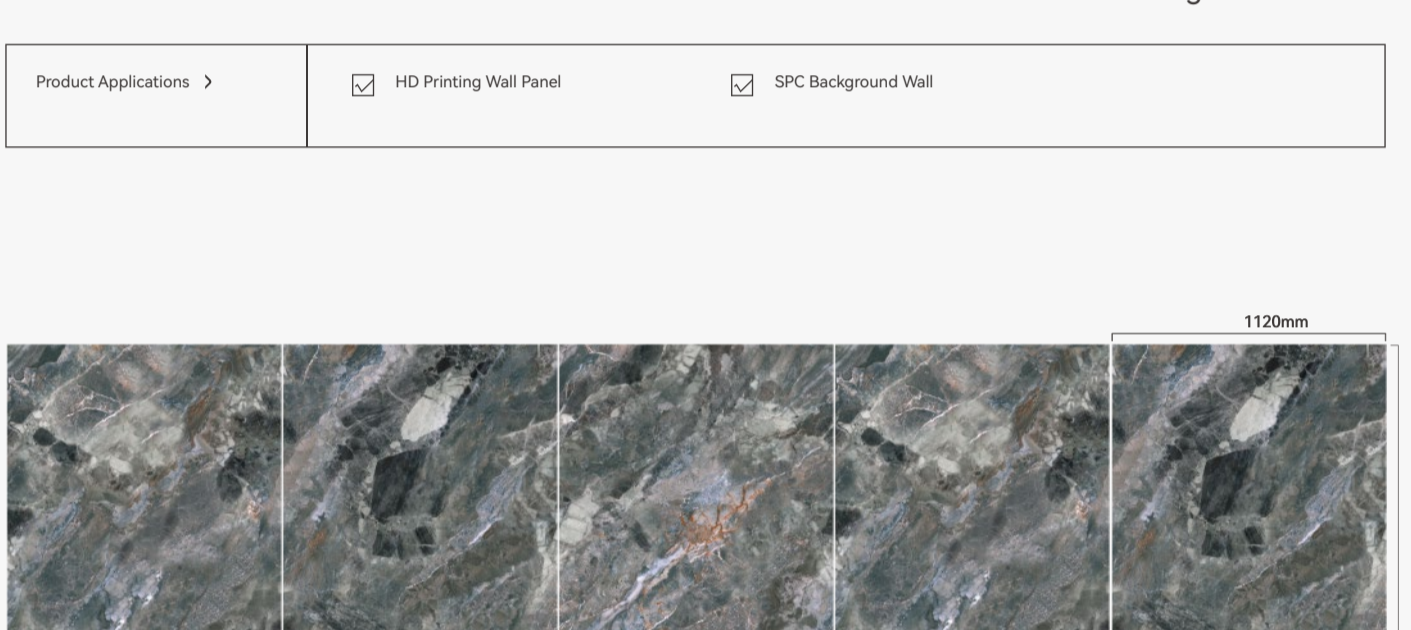 Product Applications
HD Printing Wall Panel
SPC Background Wall
1120mm